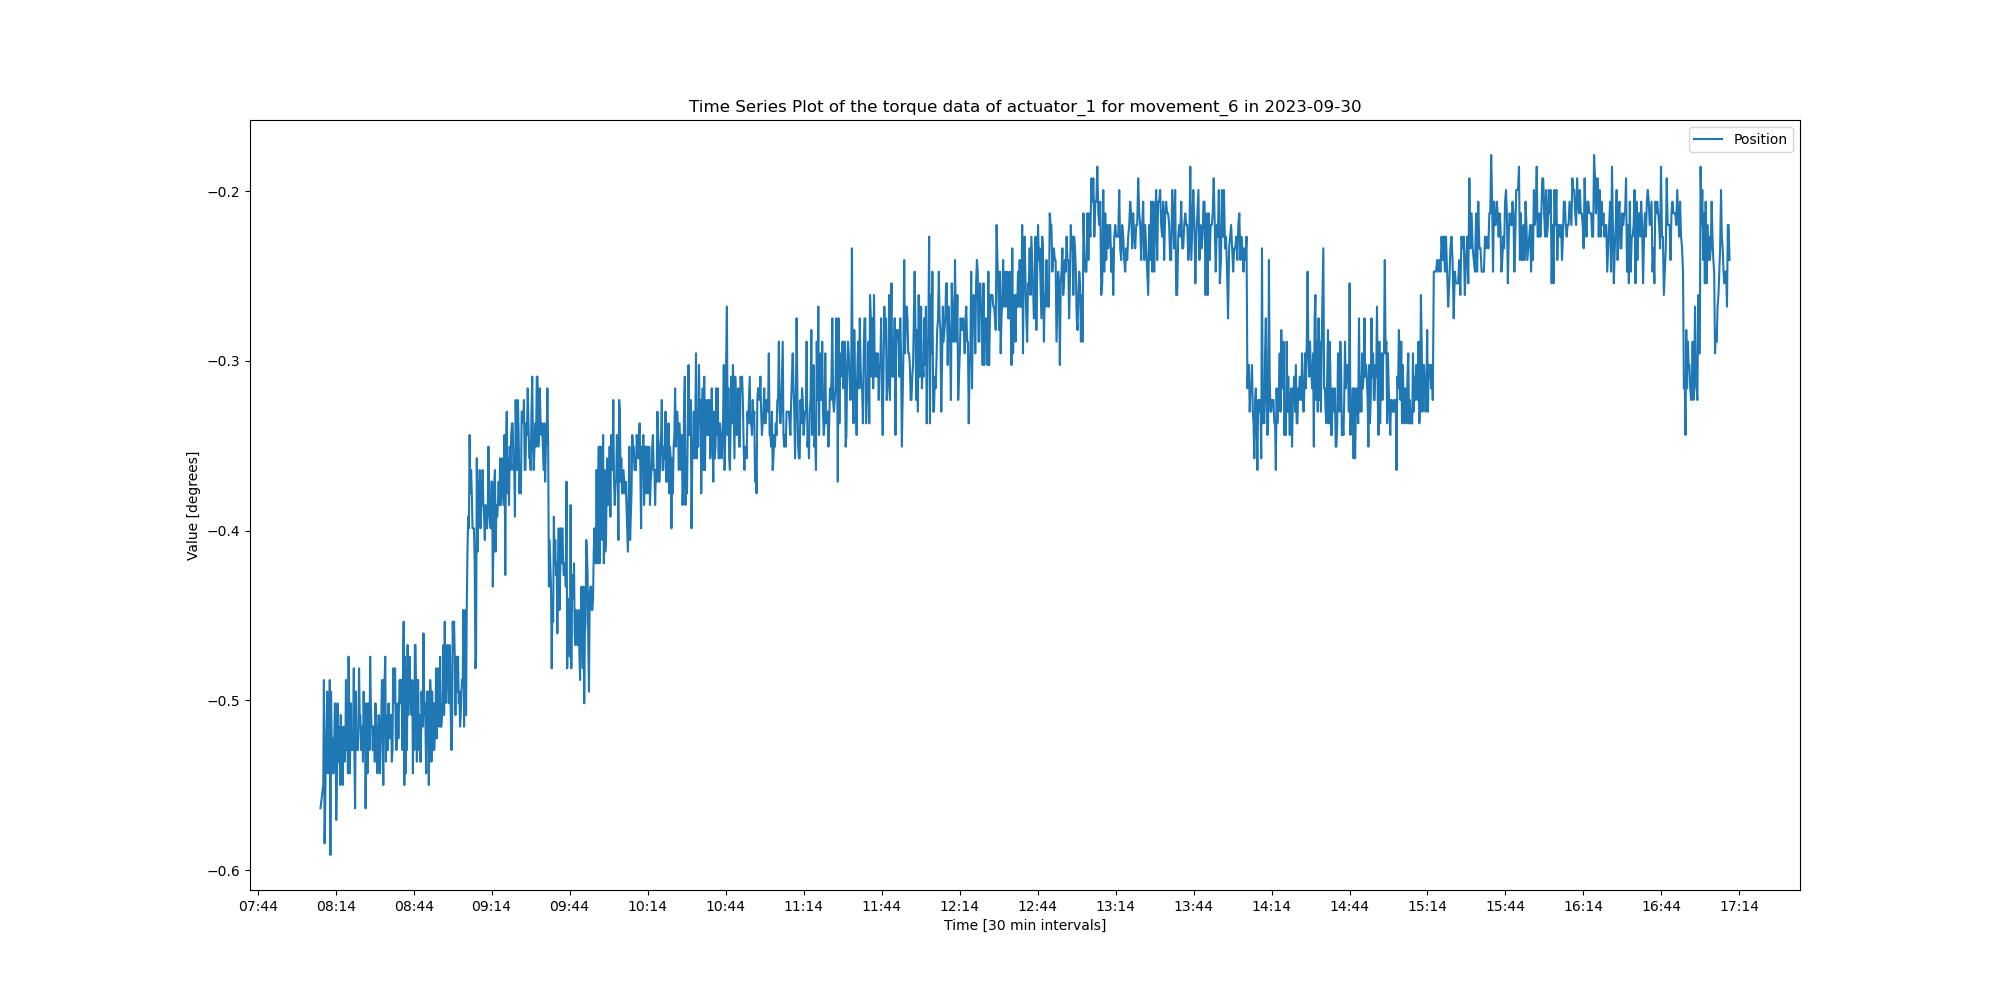 Time Series Plot of the torque data of actuator_1 for movement_6 in 2023-09-30
Position
Value [degrees]
−0.2
−0.3
−0.4
−0.5
−0.6
07:44 08:14 08:44 09:14 09:44 10:14 10:44 11:14 11:44 12:14 12:44 13:14 13:44 14:14 14:44 15:14 15:44 16:14 16:44 17:14
Time [30 min intervals]